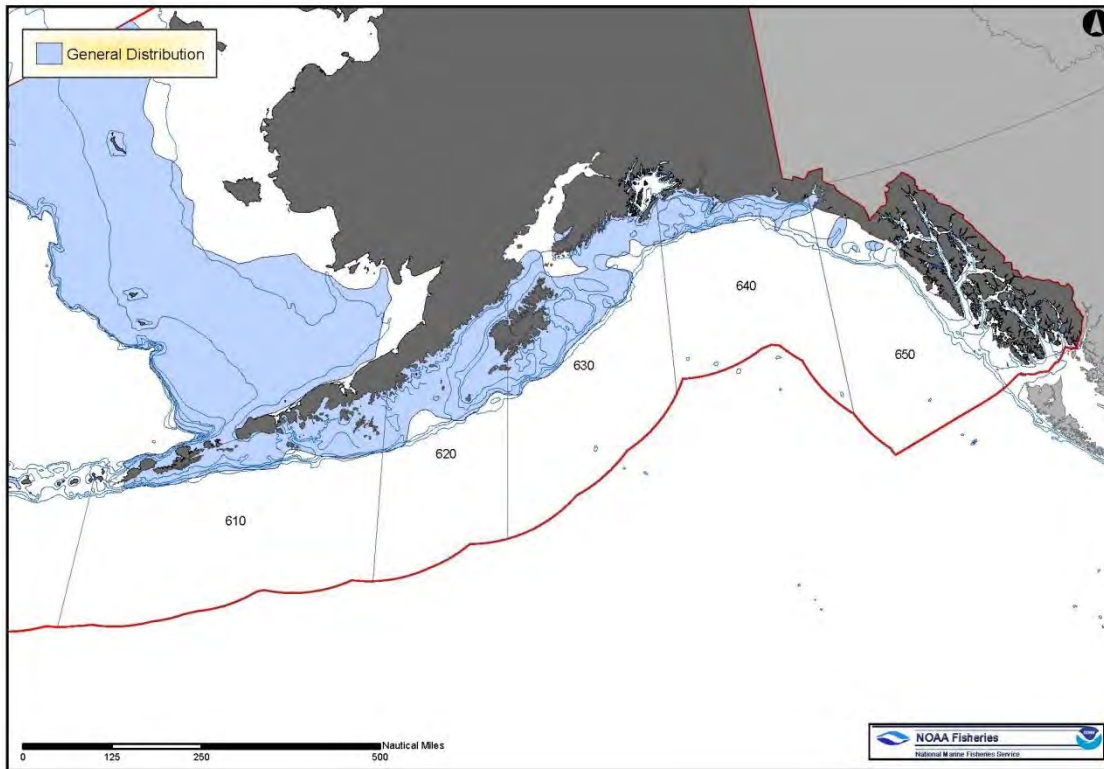 General Distribution
640
650
630
620
610
Nautical Miles
0 125 250 500
NOAA Fisheries
National Marine Fisheries Service